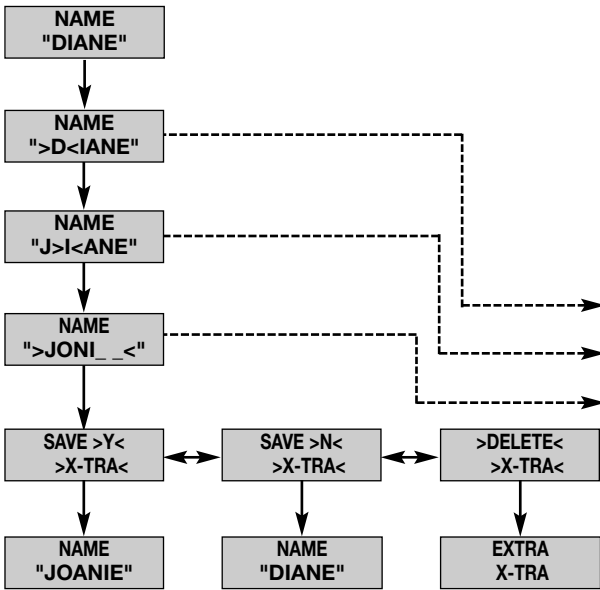 NAME
"DIANE"
NAME
">D<IANE"
NAME
"J>I<ANE"
NAME
">JONI_ _<"
SAVE >Y<
>X-TRA<
SAVE >N<
>X-TRA<
>DELETE<
>X-TRA<
NAME
"JOANIE"
NAME
"DIANE"
EXTRA
X-TRA